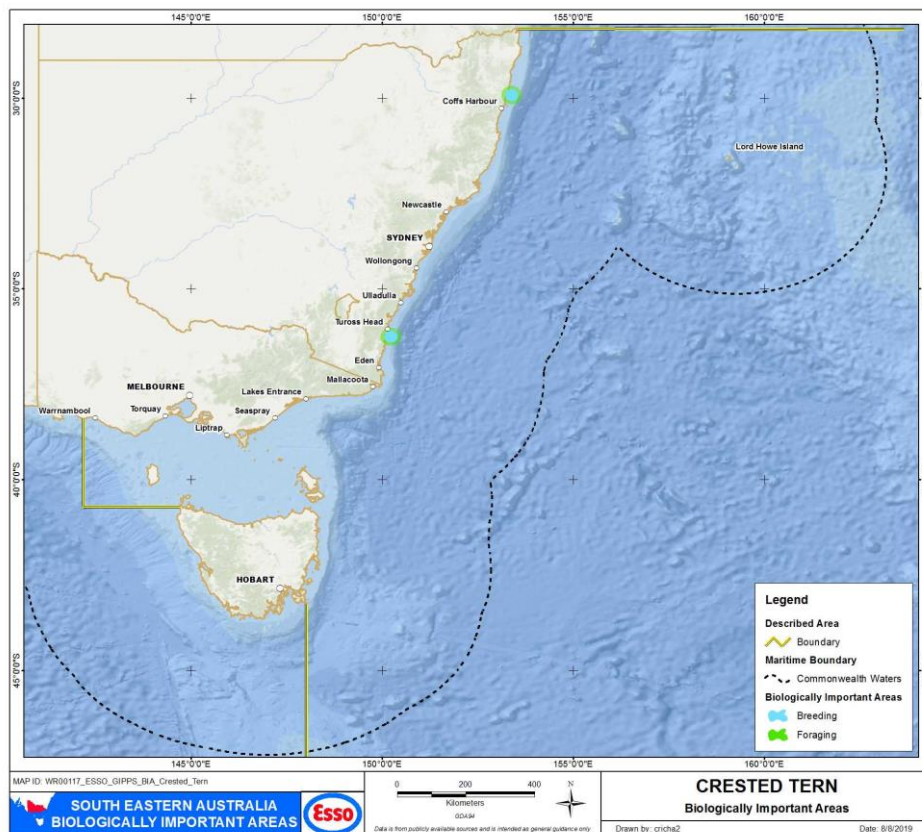 145°0'0"E
150°0'0"E
155°0'0"E
160°0'0"E
30°0'0"S
35°0'0"S
40°0'0"S
45°0'0"S
Coffs Harbour
Lord Howe Island
Newcastle
SYDNEY
Wollongong
Ulladulla
Tuross Head
Eden
Mallacoota
MELBOURNE
Lakes Entrance
Warrnambool
Torquay
Seaspray
Liptrap
HOBART
Legend
Described Area
Boundary
Maritime Boundary
Commonwealth Waters
Biologically Important Areas
Breeding
Foraging
145°0'0"E
150°0'0"E
155°0'0"E
160°0'0"E
MAP ID: WR00117_ESSO_GIPPS_BIA_Crested_Tern
SOUTH EASTERN AUSTRALIA
BIOLOGICALLY IMPORTANT AREAS
Esso
0 200 400
Kilometers
GDA94
N
Data is from publicly available sources and is intended as general guidance only
CRESTED TERN
Biologically Important Areas
Drawn by: cricha2
Date: 8/8/2019